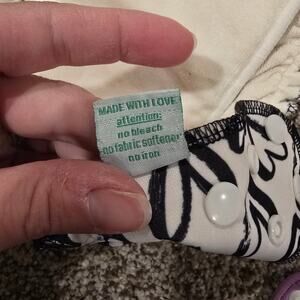 MADE WITH LOVE
attention:
no bleach
no fabric softener
no iron